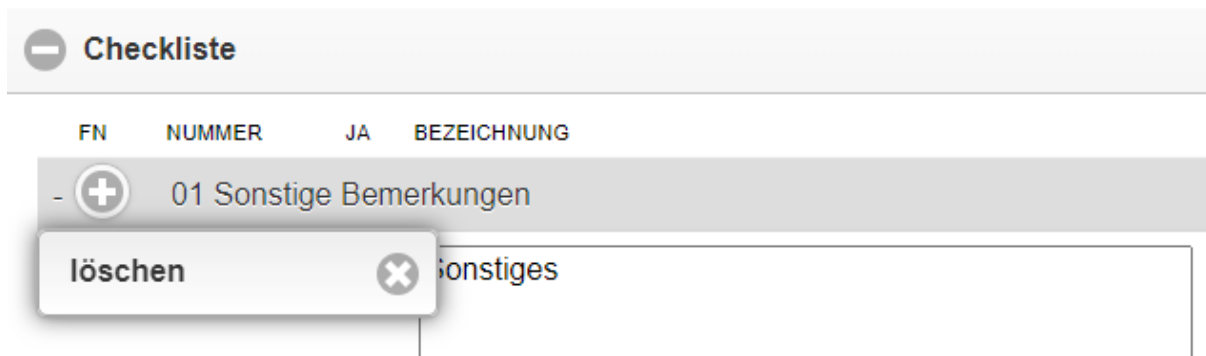 Checkliste
FN NUMMER JA BEZEICHNUNG
- 01 Sonstige Bemerkungen
löschen
Sonstiges